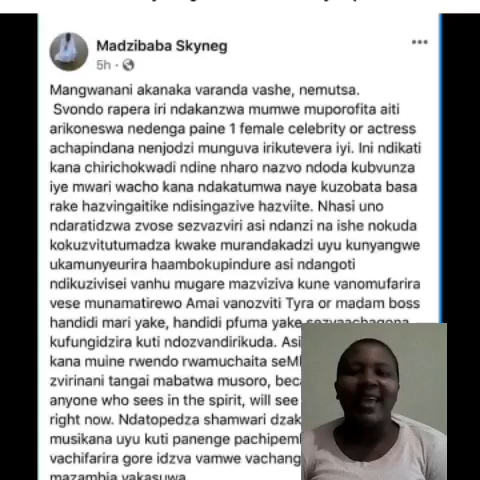 Madzibaba Skyneg
5h
Mangwanani akanaka varanda vashe, nemutsa.
Svondo rapera iri ndakanzwa mumwe muporofita aiti
arikoneswa nedenga paine 1 female celebrity or actress
achapindana nenjodzi munguva irikutevera iyi. Ini ndikati
kana chirichokwadi ndine nharo nazvo ndoda kubvunza
iye mwari wacho kana ndakatumwa naye kuzobata basa
rake hazvingaitike ndisingazive hazviite. Nhasi uno
ndaratidzwa zvose sezvazviri asi ndanzi na ishe nokuda
kokuzvitutumadza kwake murandakadzi uyu kunyangwe
ukamunyeurira haambokupindure asi ndangoti
ndikuzivisei vanhu mugare mazviziva kune vanomufarira
vese munamatirewo Amai vanozviti Tyra or madam boss
handidi mari yake, handidi pfuma yake
kufungidzira kuti ndozvandirikuda. Asi
kana muine rwendo rwamuchaita
zvirinani tangai mabatwa musoro,
anyone who sees in the spirit, will see
right now. Ndatopedza shamwari
musikana uyu kuti panenge
vachifarira gore idzva vamwe
mazambia vakasuwa